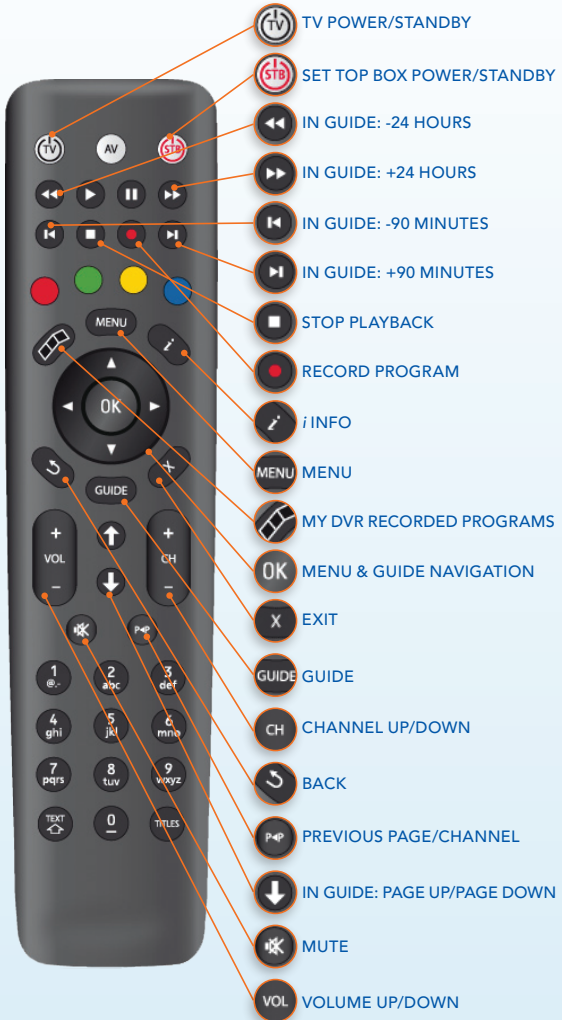 TV POWER/STANDBY
STB SET TOP BOX POWER/STANDBY
IN GUIDE: -24 HOURS
IN GUIDE: +24 HOURS
IN GUIDE: -90 MINUTES
IN GUIDE: +90 MINUTES
STOP PLAYBACK
RECORD PROGRAM
i i INFO
MENU MENU
MY DVR RECORDED PROGRAMS
OK MENU & GUIDE NAVIGATION
X EXIT
GUIDE GUIDE
CH CHANNEL UP/DOWN
BACK
P◂P PREVIOUS PAGE/CHANNEL
IN GUIDE: PAGE UP/PAGE DOWN
MUTE
VOL VOLUME UP/DOWN
TV AV STB
MENU
i
OK
X
GUIDE
+ +
VOL CH
− −
P◂P
1 2 3
@.- abc def
4 5 6
ghi jkl mno
7 8 9
pqrs tuv wxyz
TEXT 0 TITLES